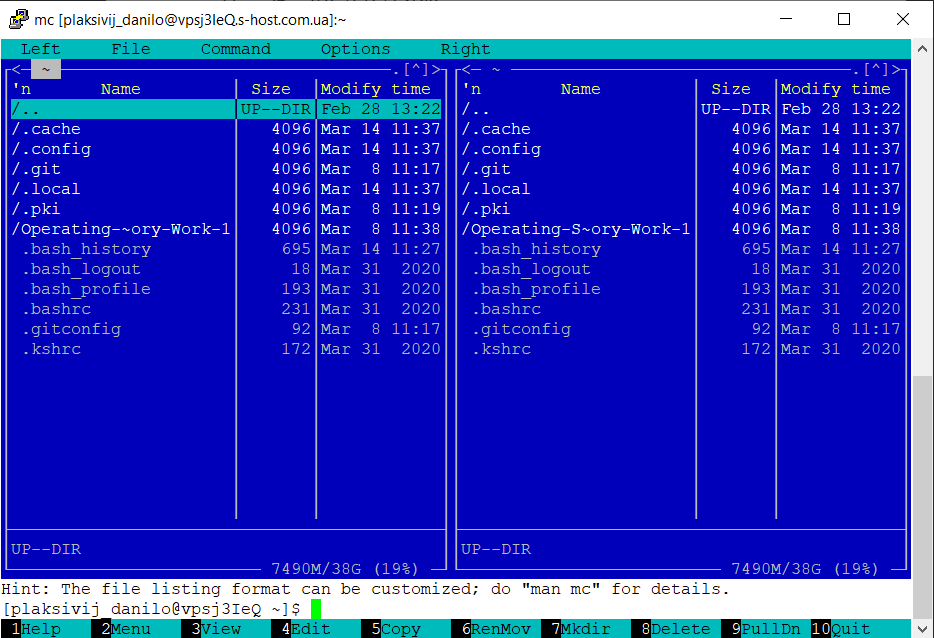 mc [plaksivij_danilo@vpsj3IeQ.s-host.com.ua]:~
Left File Command Options Right
<─ ~ .[^]> <─ ~ .[^]>
'n Name Size Modify time 'n Name Size Modify time
/.. UP--DIR Feb 28 13:22 /.. UP--DIR Feb 28 13:22
/.cache 4096 Mar 14 11:37 /.cache 4096 Mar 14 11:37
/.config 4096 Mar 14 11:37 /.config 4096 Mar 14 11:37
/.git 4096 Mar 8 11:17 /.git 4096 Mar 8 11:17
/.local 4096 Mar 14 11:37 /.local 4096 Mar 14 11:37
/.pki 4096 Mar 8 11:19 /.pki 4096 Mar 8 11:19
/Operating-~ory-Work-1 4096 Mar 8 11:38 /Operating-S~ory-Work-1 4096 Mar 8 11:38
.bash_history 695 Mar 14 11:27 .bash_history 695 Mar 14 11:27
.bash_logout 18 Mar 31 2020 .bash_logout 18 Mar 31 2020
.bash_profile 193 Mar 31 2020 .bash_profile 193 Mar 31 2020
.bashrc 231 Mar 31 2020 .bashrc 231 Mar 31 2020
.gitconfig 92 Mar 8 11:17 .gitconfig 92 Mar 8 11:17
.kshrc 172 Mar 31 2020 .kshrc 172 Mar 31 2020
UP--DIR UP--DIR
7490M/38G (19%) 7490M/38G (19%)
Hint: The file listing format can be customized; do "man mc" for details.
[plaksivij_danilo@vpsj3IeQ ~]$
1Help 2Menu 3View 4Edit 5Copy 6RenMov 7Mkdir 8Delete 9PullDn 10Quit